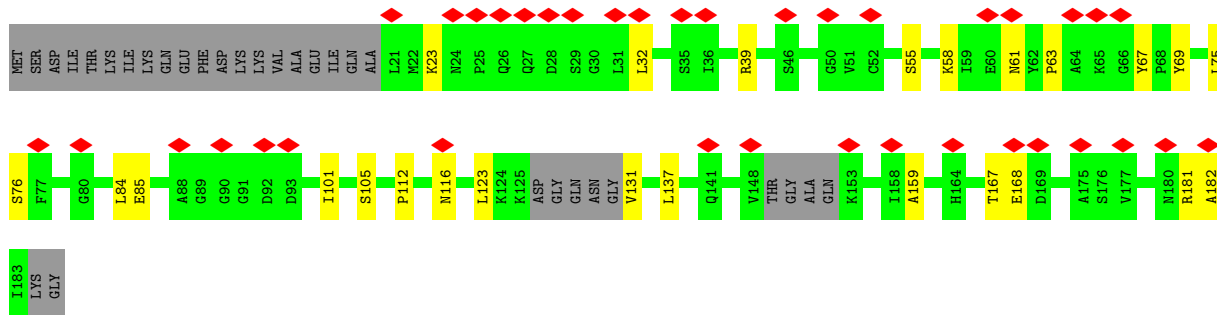 MET SER ASP ILE THR LYS ILE LYS GLN GLU PHE ASP LYS LYS VAL ALA GLU ILE GLN ALA L21 M22 K23 N24 P25 Q26 Q27 D28 S29 G30 L31 L32 S35 I36 R39 S46 G50 V51 C52 S55 K58 I59 E60 N61 Y62 P63 A64 K65 G66 Y67 P68 Y69 L75
S76 F77 G80 L84 E85 A88 G89 G90 G91 D92 D93 I101 S105 P112 N116 L123 K124 K125 ASP GLY GLN ASN GLY V131 L137 Q141 V148 THR GLY ALA GLN K153 I158 A159 H164 T167 E168 D169 A175 S176 V177 N180 R181 A182
I183 LYS GLY